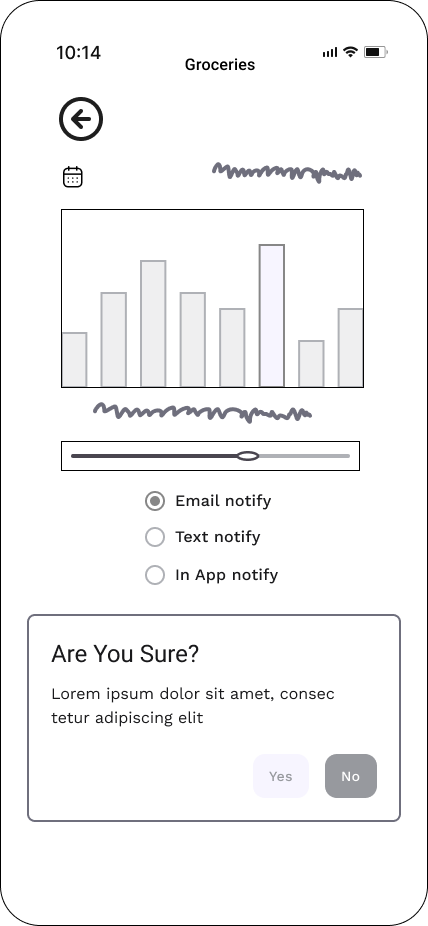 10:14
Groceries
Email notify
Text notify
In App notify
Are You Sure?
Lorem ipsum dolor sit amet, consec
tetur adipiscing elit
Yes
No